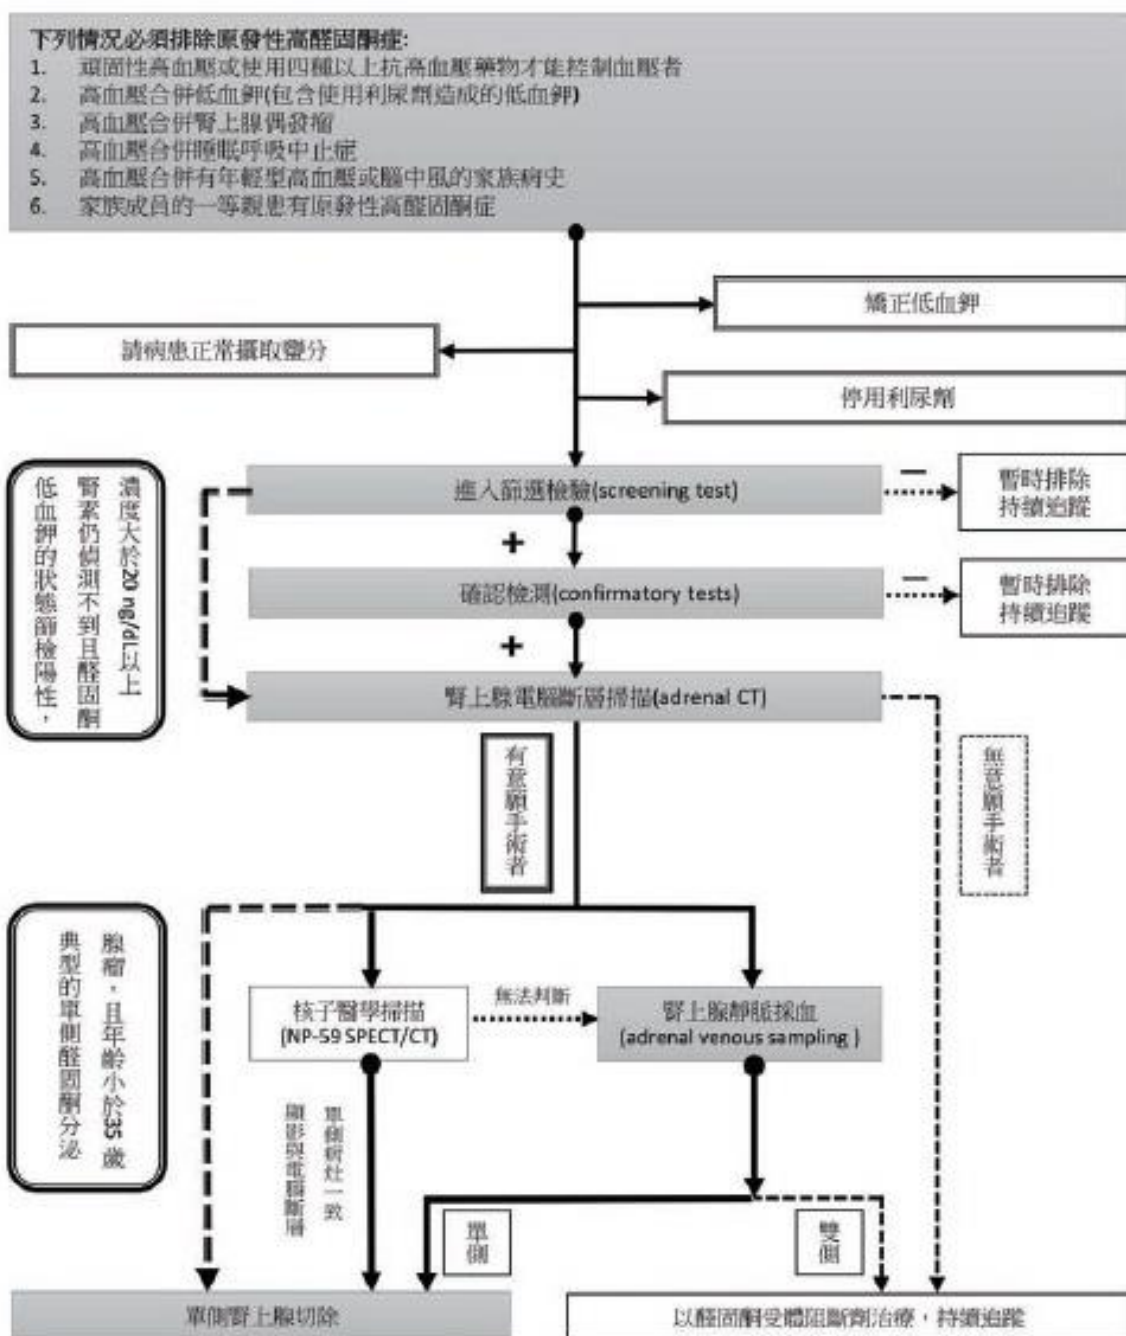 下列情況必須排除原發性高醛固酮症:
1. 頑固性高血壓或使用四種以上抗高血壓藥物才能控制血壓者
2. 高血壓合併低血鉀(包含使用利尿劑造成的低血鉀)
3. 高血壓合併腎上腺偶發瘤
4. 高血壓合併睡眠呼吸中止症
5. 高血壓合併有年輕型高血壓或腦中風的家族病史
6. 家族成員的一等親患有原發性高醛固酮症
矯正低血鉀
請病患正常攝取鹽分
停用利尿劑
進入篩選檢驗(screening test)
—
暫時排除
持續追蹤
+
確認檢測(confirmatory tests)
—
暫時排除
持續追蹤
+
腎上腺電腦斷層掃描(adrenal CT)
低血鉀的狀態篩檢陽性，
腎素仍偵測不到且醛固酮
濃度大於20 ng/dL以上
有意願手術者
無意願手術者
典型的單側醛固酮分泌
腺瘤，且年齡小於35 歲
核子醫學掃描
(NP-59 SPECT/CT)
無法判斷
腎上腺靜脈採血
(adrenal venous sampling )
單側病灶一致
顯影與電腦斷層
單側
雙側
單側腎上腺切除
以醛固酮受體阻斷劑治療，持續追蹤